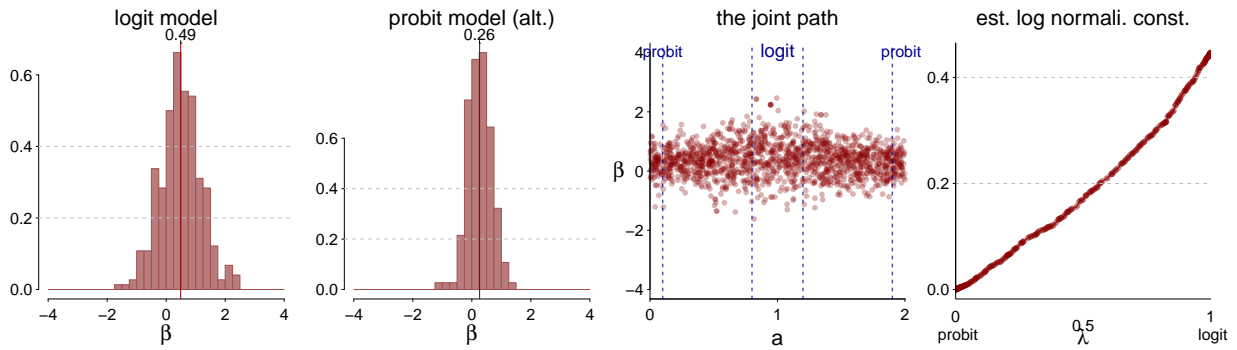 logit model
0.49
0.6
0.4
0.2
0.0
−4
−2
0
2
4
β
probit model (alt.)
0.26
0.6
0.4
0.2
0.0
−4
−2
0
2
4
β
the joint path
probit
logit
probit
4
2
0
−2
−4
β
0
1
2
a
est. log normali. const.
0.4
0.2
0.0
0
0.5
1
probit
λ
logit